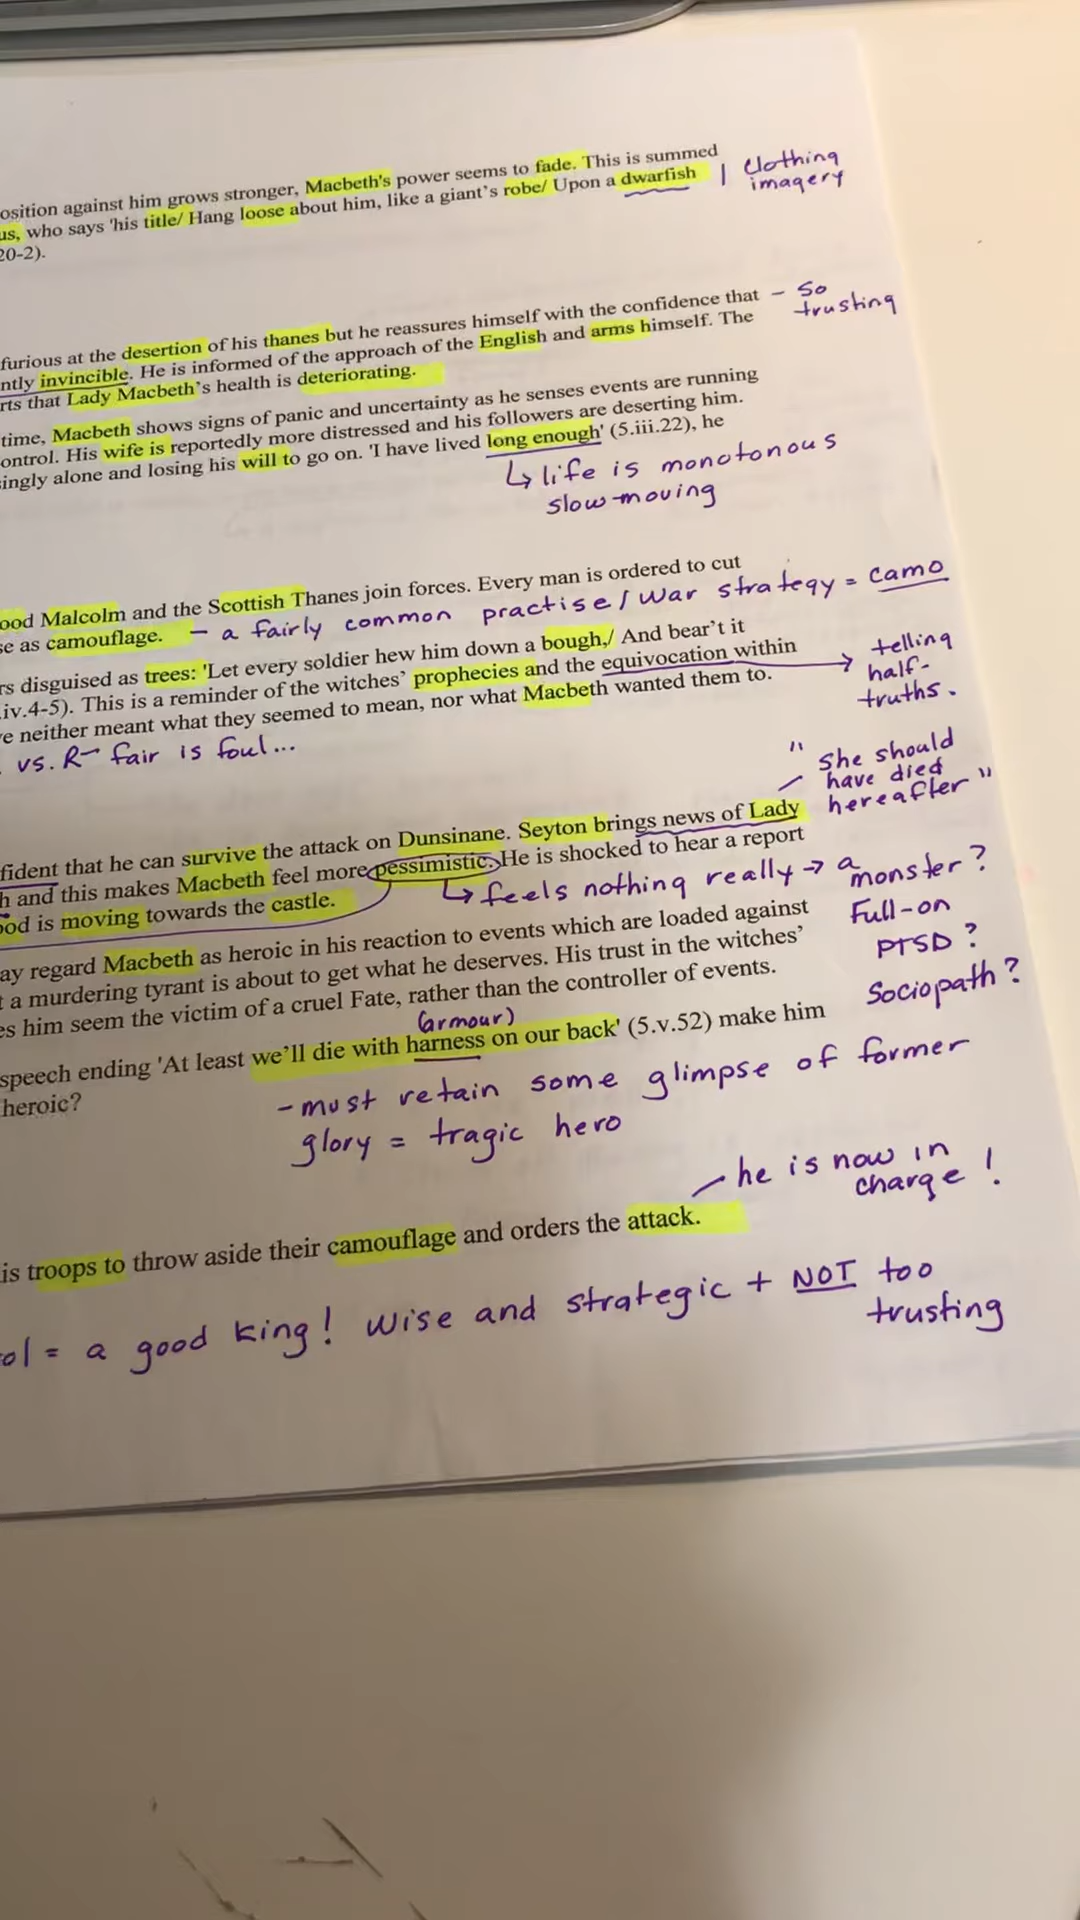 osition against him grows stronger, Macbeth's power seems to fade. This is summed
us, who says 'his title/ Hang loose about him, like a giant's robe/ Upon a dwarfish
20-2).
clothing
imagery
furious at the desertion of his thanes but he reassures himself with the confidence that
ntly invincible. He is informed of the approach of the English and arms himself. The
rts that Lady Macbeth's health is deteriorating.
- so
trusting
time, Macbeth shows signs of panic and uncertainty as he senses events are running
ontrol. His wife is reportedly more distressed and his followers are deserting him.
ingly alone and losing his will to go on. 'I have lived long enough' (5.iii.22), he
↳ life is monotonous
slow-moving
ood Malcolm and the Scottish Thanes join forces. Every man is ordered to cut
se as camouflage. - a fairly common practise/war strategy = camo
rs disguised as trees: 'Let every soldier hew him down a bough,/ And bear't it
.iv.4-5). This is a reminder of the witches' prophecies and the equivocation within
e neither meant what they seemed to mean, nor what Macbeth wanted them to.
→ telling
half-
truths.
vs. R- fair is foul...
"She should
have died
hereafter"
fident that he can survive the attack on Dunsinane. Seyton brings news of Lady
h and this makes Macbeth feel more pessimistic. He is shocked to hear a report
ood is moving towards the castle.
↳ feels nothing really → a
monster?
Full-on
PTSD?
Sociopath?
ay regard Macbeth as heroic in his reaction to events which are loaded against
t a murdering tyrant is about to get what he deserves. His trust in the witches'
es him seem the victim of a cruel Fate, rather than the controller of events.
(armour)
speech ending 'At least we'll die with harness on our back' (5.v.52) make him
heroic?
- must retain some glimpse of former
glory = tragic hero
- he is now in
charge!
is troops to throw aside their camouflage and orders the attack.
ol = a good king! Wise and strategic + NOT too
trusting